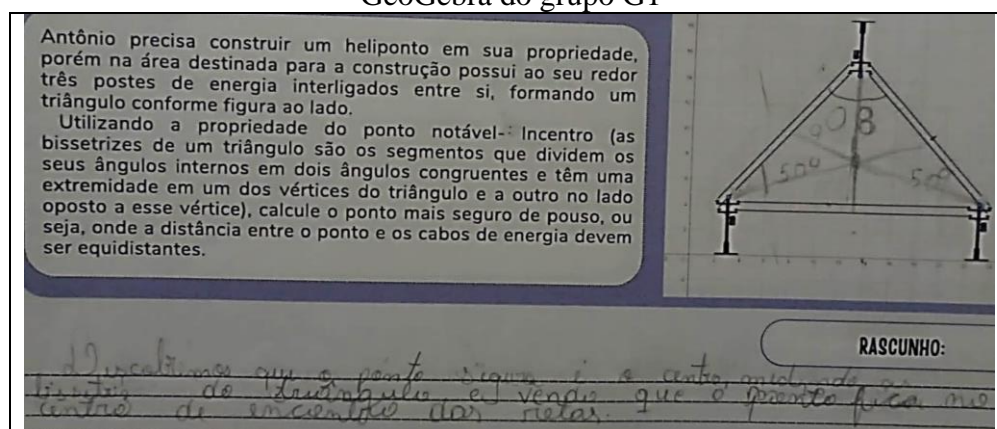 GeoGebra do grupo G1
Antônio precisa construir um heliponto em sua propriedade,
porém na área destinada para a construção possui ao seu redor
três postes de energia interligados entre si, formando um
triângulo conforme figura ao lado.
Utilizando a propriedade do ponto notável- Incentro (as
bissetrizes de um triângulo são os segmentos que dividem os
seus ângulos internos em dois ângulos congruentes e têm uma
extremidade em um dos vértices do triângulo e a outro no lado
oposto a esse vértice), calcule o ponto mais seguro de pouso, ou
seja, onde a distância entre o ponto e os cabos de energia devem
ser equidistantes.
B
50º
50º
RASCUNHO:
Descobrimos que o ponto seguro é o centro, medindo as
bissetriz do triângulo, e vendo que o ponto fica no
centro de encontro das retas.